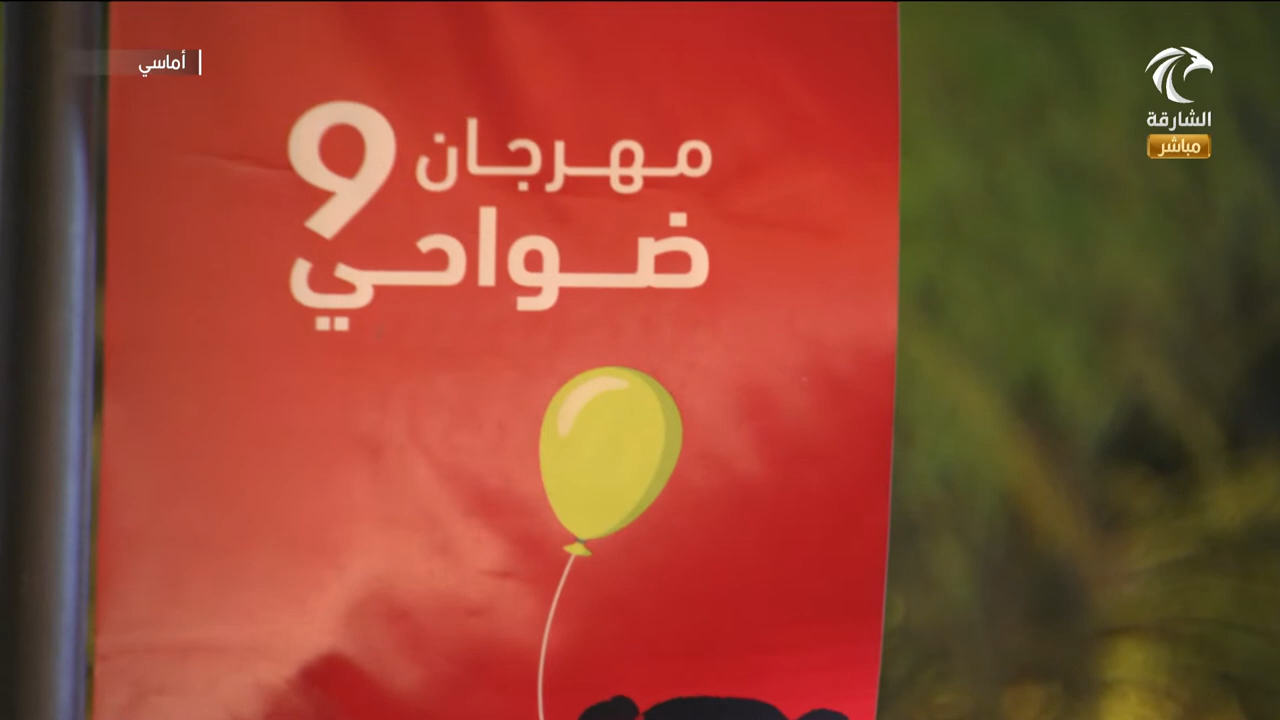 أماسي
الشارقة
مباشر
مهرجان 9
ضواحي